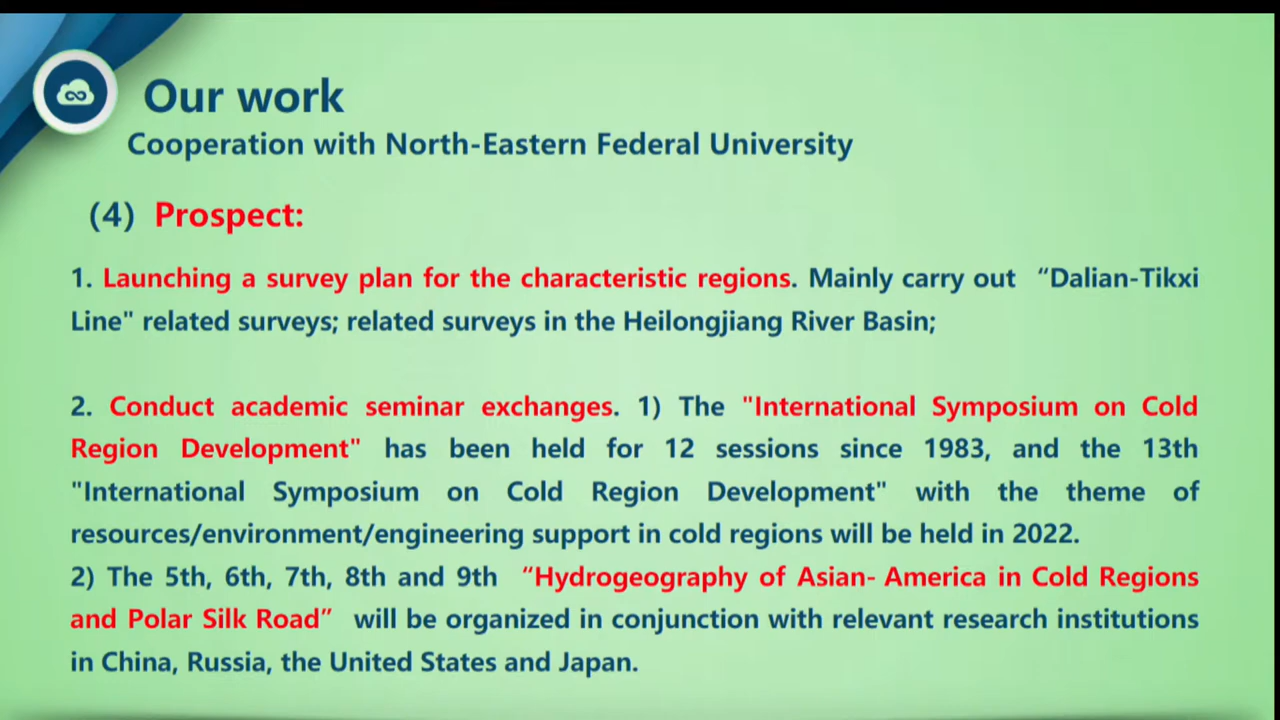 Our work
Cooperation with North-Eastern Federal University
(4) Prospect:
1. Launching a survey plan for the characteristic regions. Mainly carry out “Dalian-Tikxi
Line" related surveys; related surveys in the Heilongjiang River Basin;
2. Conduct academic seminar exchanges. 1) The "International Symposium on Cold
Region Development" has been held for 12 sessions since 1983, and the 13th
"International Symposium on Cold Region Development" with the theme of
resources/environment/engineering support in cold regions will be held in 2022.
2) The 5th, 6th, 7th, 8th and 9th “Hydrogeography of Asian- America in Cold Regions
and Polar Silk Road” will be organized in conjunction with relevant research institutions
in China, Russia, the United States and Japan.